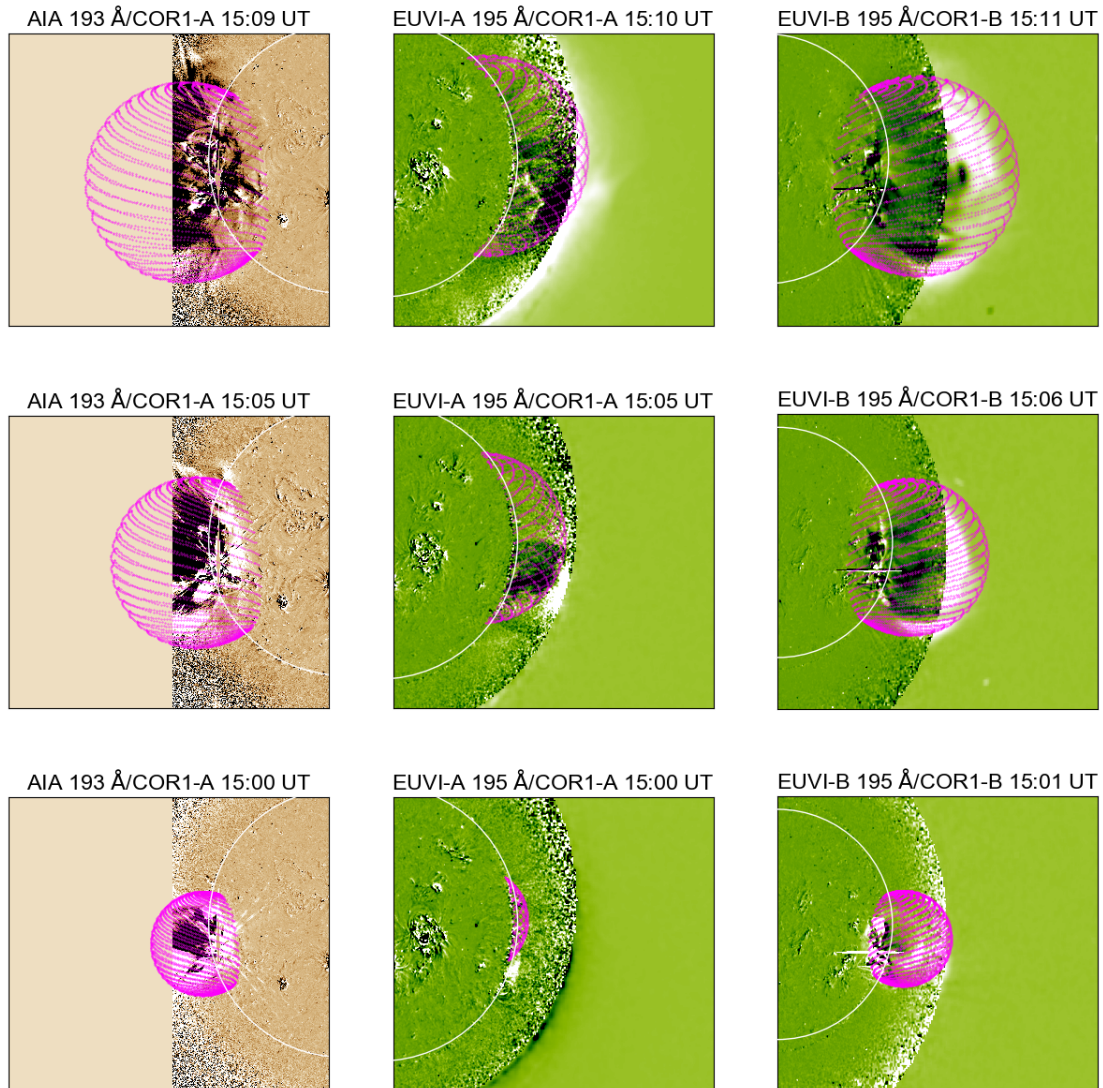 AIA 193 Å/COR1-A 15:09 UT
EUVI-A 195 Å/COR1-A 15:10 UT
EUVI-B 195 Å/COR1-B 15:11 UT
AIA 193 Å/COR1-A 15:05 UT
EUVI-A 195 Å/COR1-A 15:05 UT
EUVI-B 195 Å/COR1-B 15:06 UT
AIA 193 Å/COR1-A 15:00 UT
EUVI-A 195 Å/COR1-A 15:00 UT
EUVI-B 195 Å/COR1-B 15:01 UT